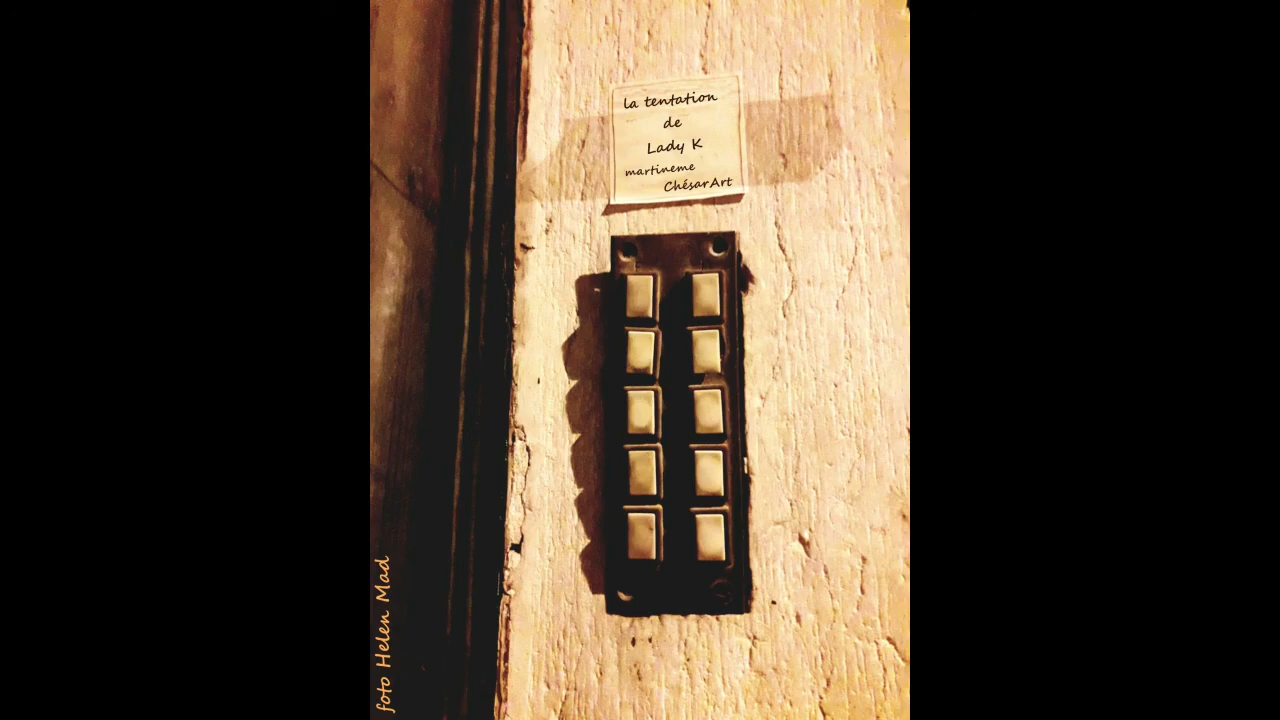 la tentation
de
Lady K
martineme
ChésarArt
foto Helen Mad